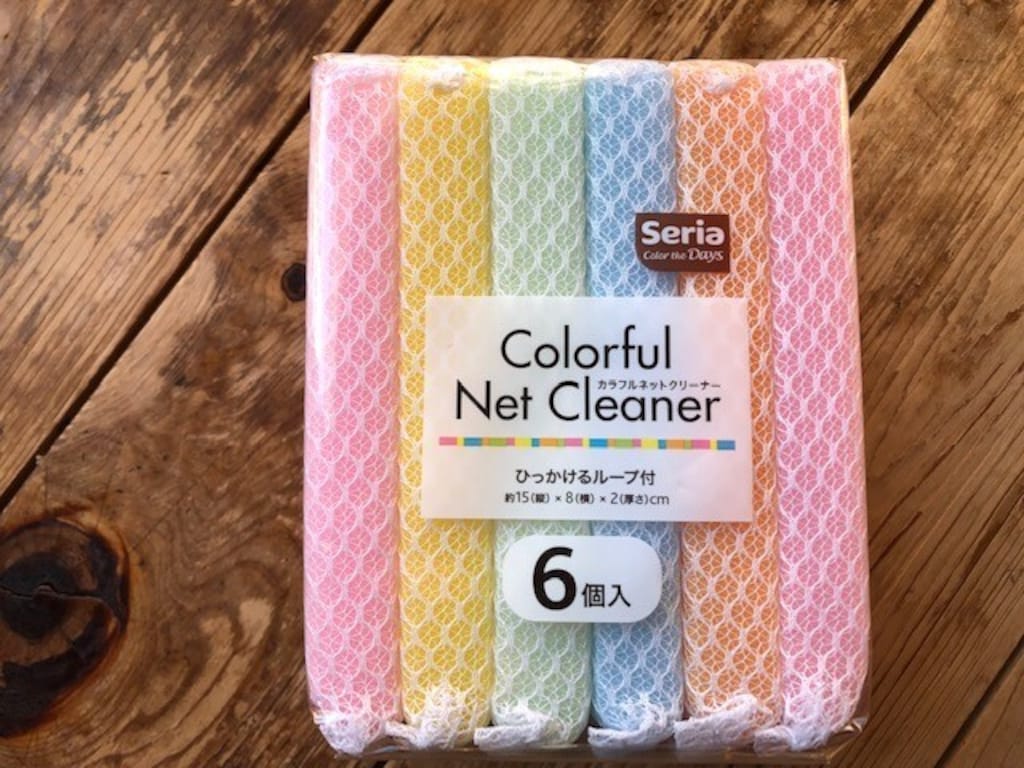 Seria
Color the Days
Colorful
カラフルネットクリーナー
Net Cleaner
ひっかけるループ付
約15(縦)×8(横)×2(厚さ)cm
6個入